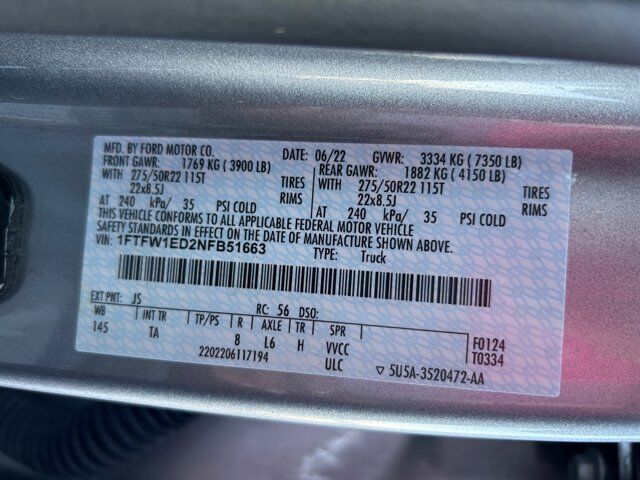 MFD. BY FORD MOTOR CO. DATE: 06/22 GVWR: 3334 KG ( 7350 LB)
FRONT GAWR: 1769 KG ( 3900 LB) REAR GAWR: 1882 KG ( 4150 LB)
WITH 275/50R22 115T TIRES WITH 275/50R22 115T TIRES
22x8.5J RIMS 22x8.5J RIMS
AT 240 kPa/ 35 PSI COLD AT 240 kPa/ 35 PSI COLD
THIS VEHICLE CONFORMS TO ALL APPLICABLE FEDERAL MOTOR VEHICLE
SAFETY STANDARDS IN EFFECT ON THE DATE OF MANUFACTURE SHOWN ABOVE.
VIN: 1FTFW1ED2NFB51663 TYPE: Truck
EXT PNT: JS RC: 56 DSO:
WB INT TR TP/PS R AXLE TR SPR F0124
145 TA 8 L6 H VVCC T0334
2202206117194 ULC ▽ 5U5A-3520472-AA